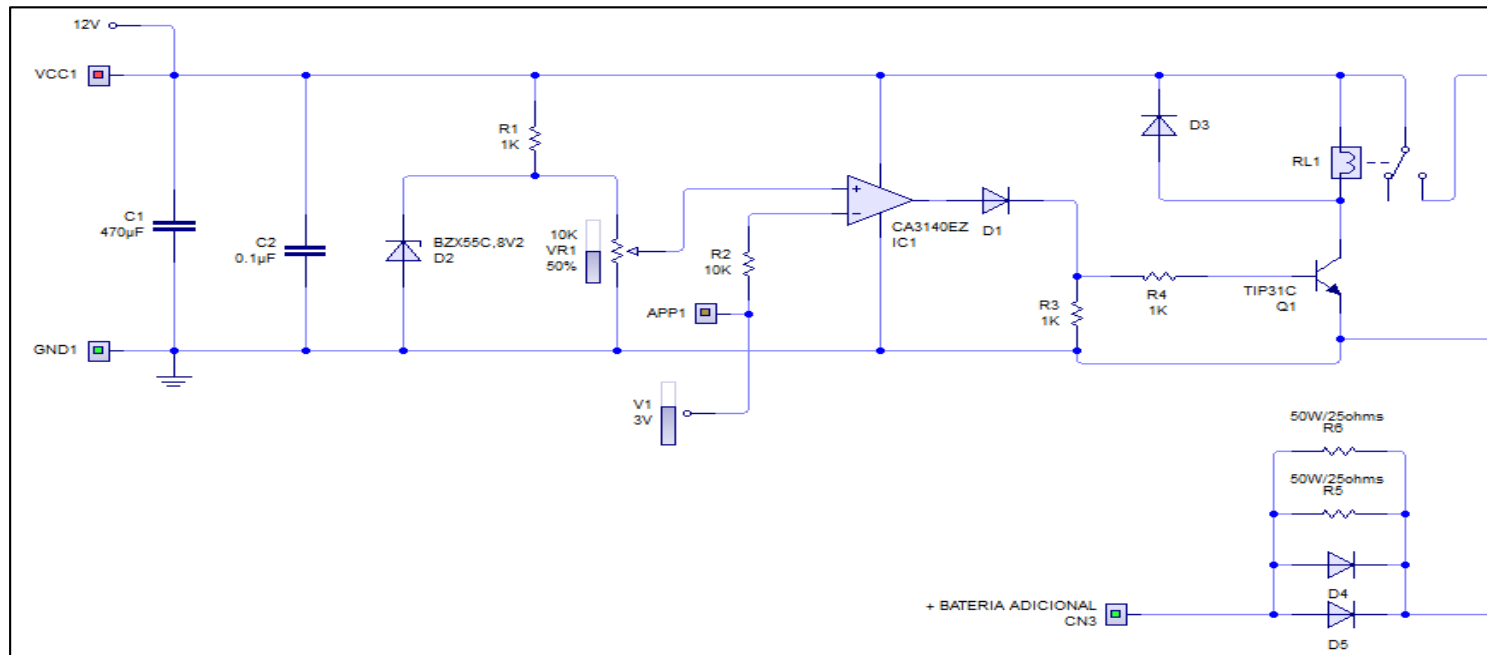 12V
VCC1
R1
1K
D3
RL1
C1
470µF
C2
0.1µF
BZX55C,8V2
D2
10K
VR1
50%
R2
10K
+
−
CA3140EZ
IC1
D1
APP1
R3
1K
R4
1K
TIP31C
Q1
GND1
V1
3V
50W/25ohms
R6
50W/25ohms
R5
D4
+ BATERIA ADICIONAL
CN3
D5